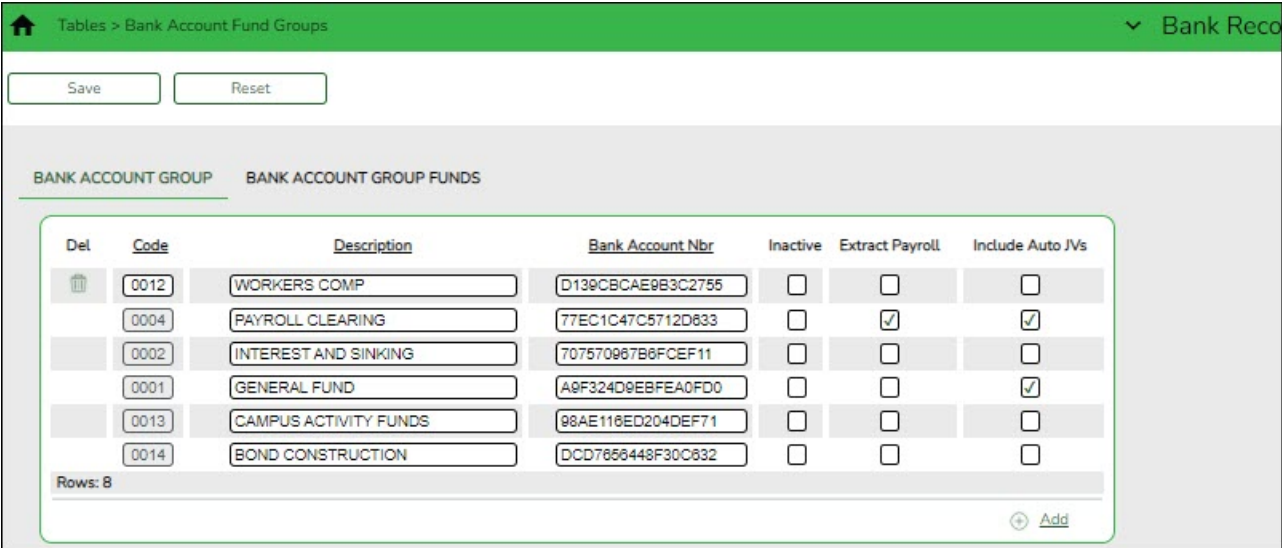 Tables > Bank Account Fund Groups Bank Reco
Save Reset
BANK ACCOUNT GROUP BANK ACCOUNT GROUP FUNDS
Del Code Description Bank Account Nbr Inactive Extract Payroll Include Auto JVs
0012 WORKERS COMP D139CBCAE9B3C2755
0004 PAYROLL CLEARING 77EC1C47C5712D633
0002 INTEREST AND SINKING 707570967B6FCEF11
0001 GENERAL FUND A9F324D9EBFEA0FD0
0013 CAMPUS ACTIVITY FUNDS 98AE116ED204DEF71
0014 BOND CONSTRUCTION DCD7656448F30C632
Rows: 8
Add